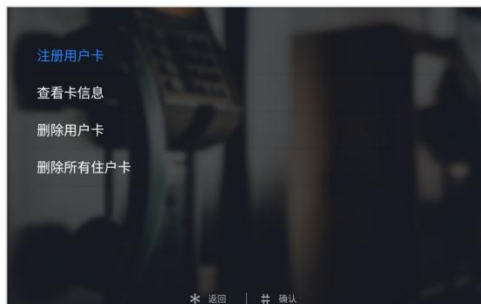 注册用户卡
查看卡信息
删除用户卡
删除所有住户卡
* 返回 | # 确认